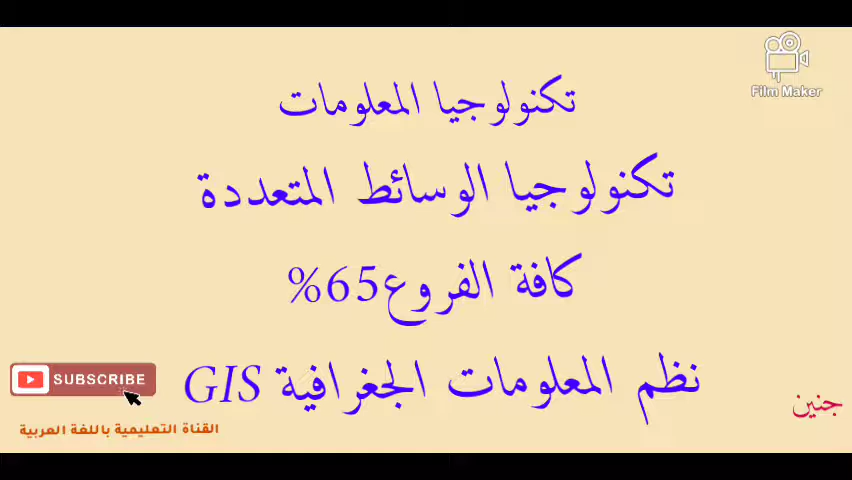 Film Maker
تكنولوجيا المعلومات
تكنولوجيا الوسائط المتعددة
كافة الفروع65%
نظم المعلومات الجغرافية GIS
جنين
SUBSCRIBE
القناة التعليمية باللغة العربية